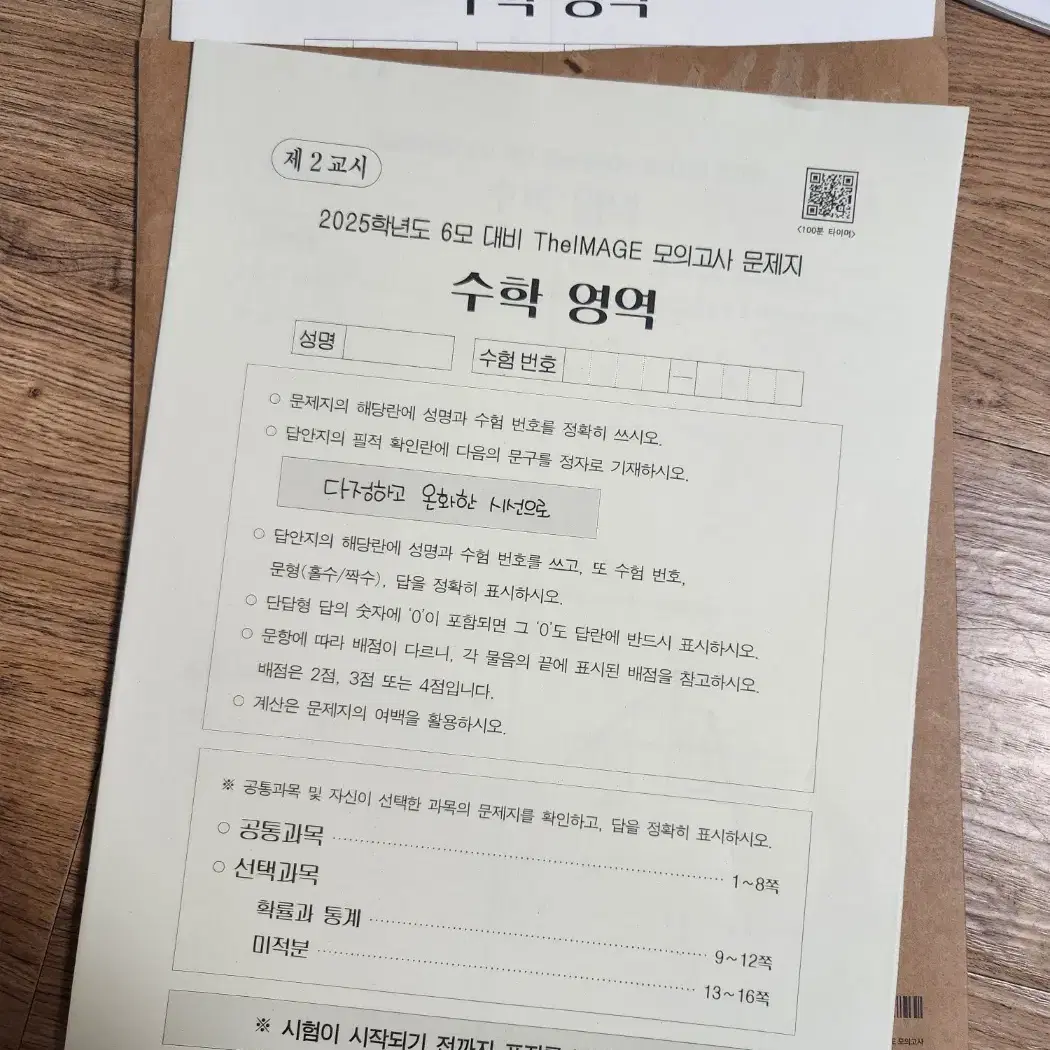 수학 영역
제 2 교시
<100분 타이머>
2025학년도 6모 대비 TheIMAGE 모의고사 문제지
수학 영역
성명
수험 번호
○ 문제지의 해당란에 성명과 수험 번호를 정확히 쓰시오.
○ 답안지의 필적 확인란에 다음의 문구를 정자로 기재하시오.
다정하고 온화한 시선으로
○ 답안지의 해당란에 성명과 수험 번호를 쓰고, 또 수험 번호,
문형(홀수/짝수), 답을 정확히 표시하시오.
○ 단답형 답의 숫자에 ‘0’이 포함되면 그 ‘0’도 답란에 반드시 표시하시오.
○ 문항에 따라 배점이 다르니, 각 물음의 끝에 표시된 배점을 참고하시오.
배점은 2점, 3점 또는 4점입니다.
○ 계산은 문제지의 여백을 활용하시오.
※ 공통과목 및 자신이 선택한 과목의 문제지를 확인하고, 답을 정확히 표시하시오.
○ 공통과목 ········ 1~8쪽
○ 선택과목
확률과 통계 ········ 9~12쪽
미적분 ········ 13~16쪽
※ 시험이 시작되기 전까지
모의고사